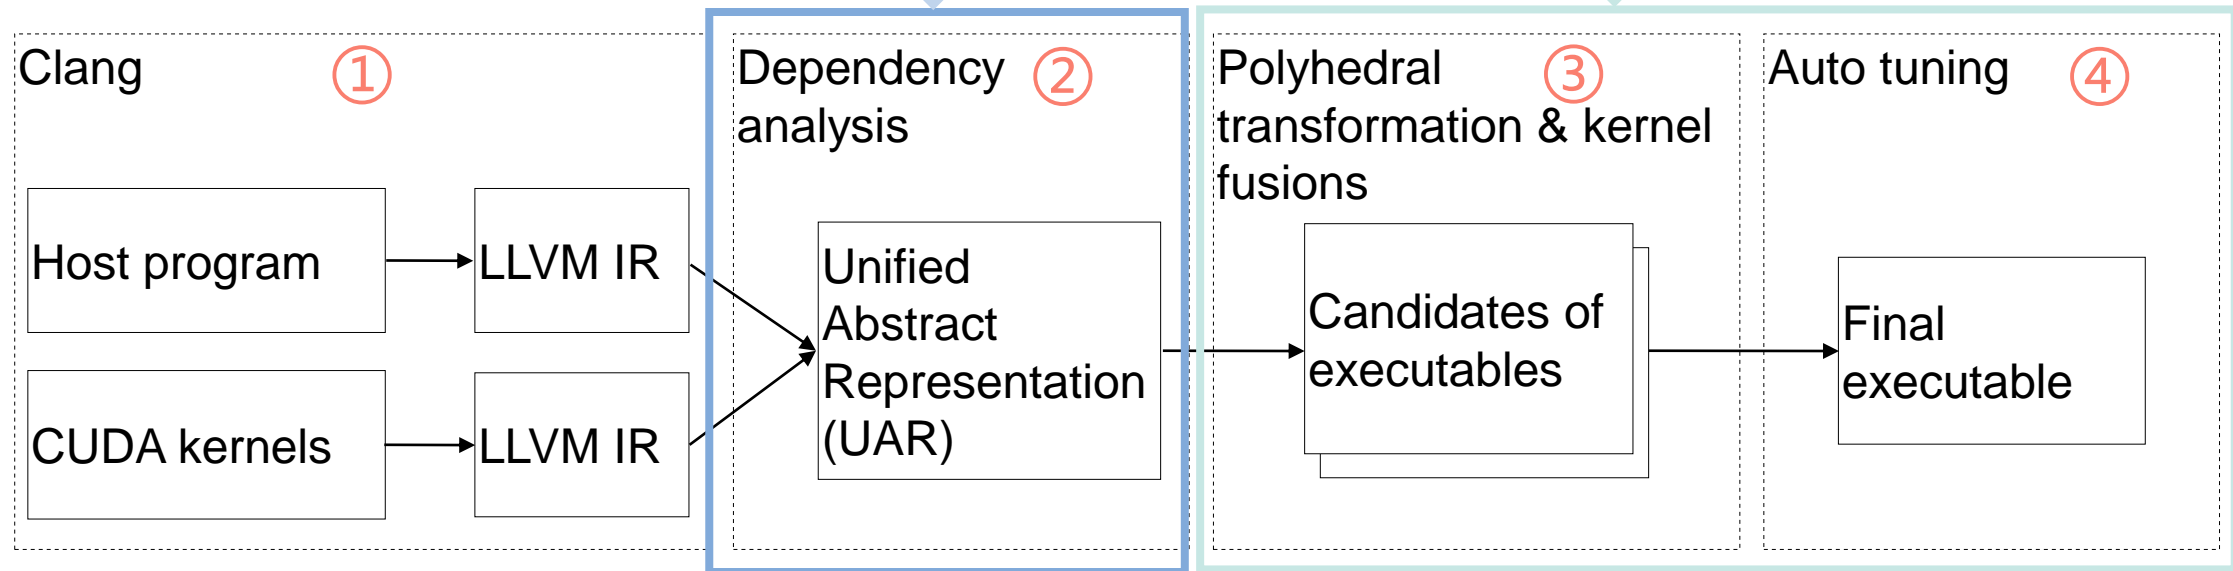 Clang
①
Host program
LLVM IR
CUDA kernels
LLVM IR
Dependency
analysis
②
Unified
Abstract
Representation
(UAR)
Polyhedral
transformation & kernel
fusions
③
Candidates of
executables
Auto tuning
④
Final
executable